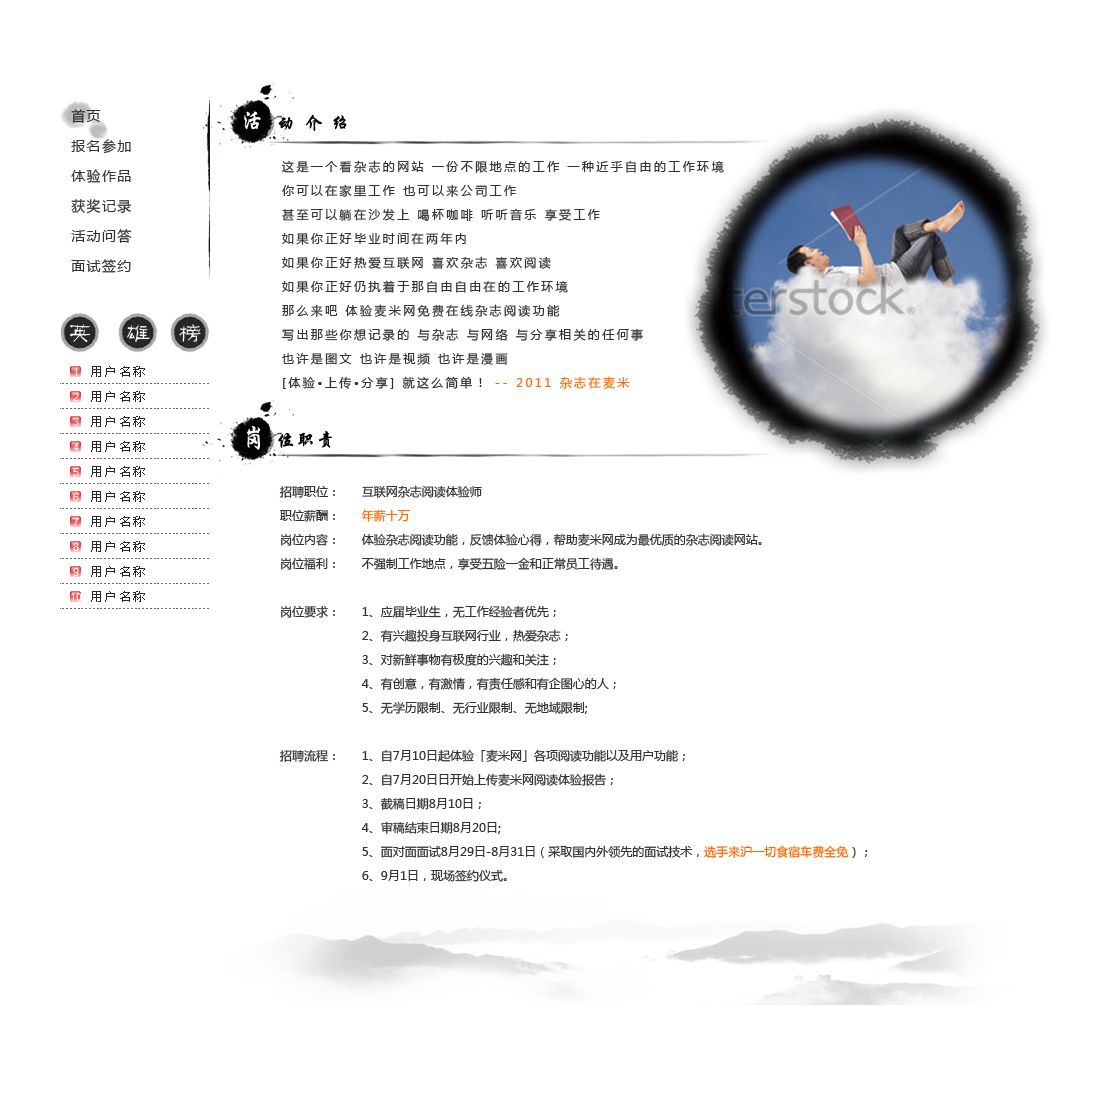 首页
报名参加
体验作品
获奖记录
活动问答
面试签约
英 雄 榜
1 用户名称
2 用户名称
3 用户名称
4 用户名称
5 用户名称
6 用户名称
7 用户名称
8 用户名称
9 用户名称
10 用户名称
活动介绍
这是一个看杂志的网站 一份不限地点的工作 一种近乎自由的工作环境
你可以在家里工作 也可以来公司工作
甚至可以躺在沙发上 喝杯咖啡 听听音乐 享受工作
如果你正好毕业时间在两年内
如果你正好热爱互联网 喜欢杂志 喜欢阅读
如果你正好仍执着于那自由自由在的工作环境
那么来吧 体验麦米网免费在线杂志阅读功能
写出那些你想记录的 与杂志 与网络 与分享相关的任何事
也许是图文 也许是视频 也许是漫画
[体验•上传•分享] 就这么简单！ -- 2011 杂志在麦米
terstock®
岗位职责
招聘职位： 互联网杂志阅读体验师
职位薪酬： 年薪十万
岗位内容： 体验杂志阅读功能，反馈体验心得，帮助麦米网成为最优质的杂志阅读网站。
岗位福利： 不强制工作地点，享受五险一金和正常员工待遇。
岗位要求： 1、应届毕业生，无工作经验者优先；
2、有兴趣投身互联网行业，热爱杂志；
3、对新鲜事物有极度的兴趣和关注；
4、有创意，有激情，有责任感和有企图心的人；
5、无学历限制、无行业限制、无地域限制;
招聘流程： 1、自7月10日起体验「麦米网」各项阅读功能以及用户功能；
2、自7月20日日开始上传麦米网阅读体验报告；
3、截稿日期8月10日；
4、审稿结束日期8月20日;
5、面对面面试8月29日-8月31日（采取国内外领先的面试技术，选手来沪一切食宿车费全免）；
6、9月1日，现场签约仪式。